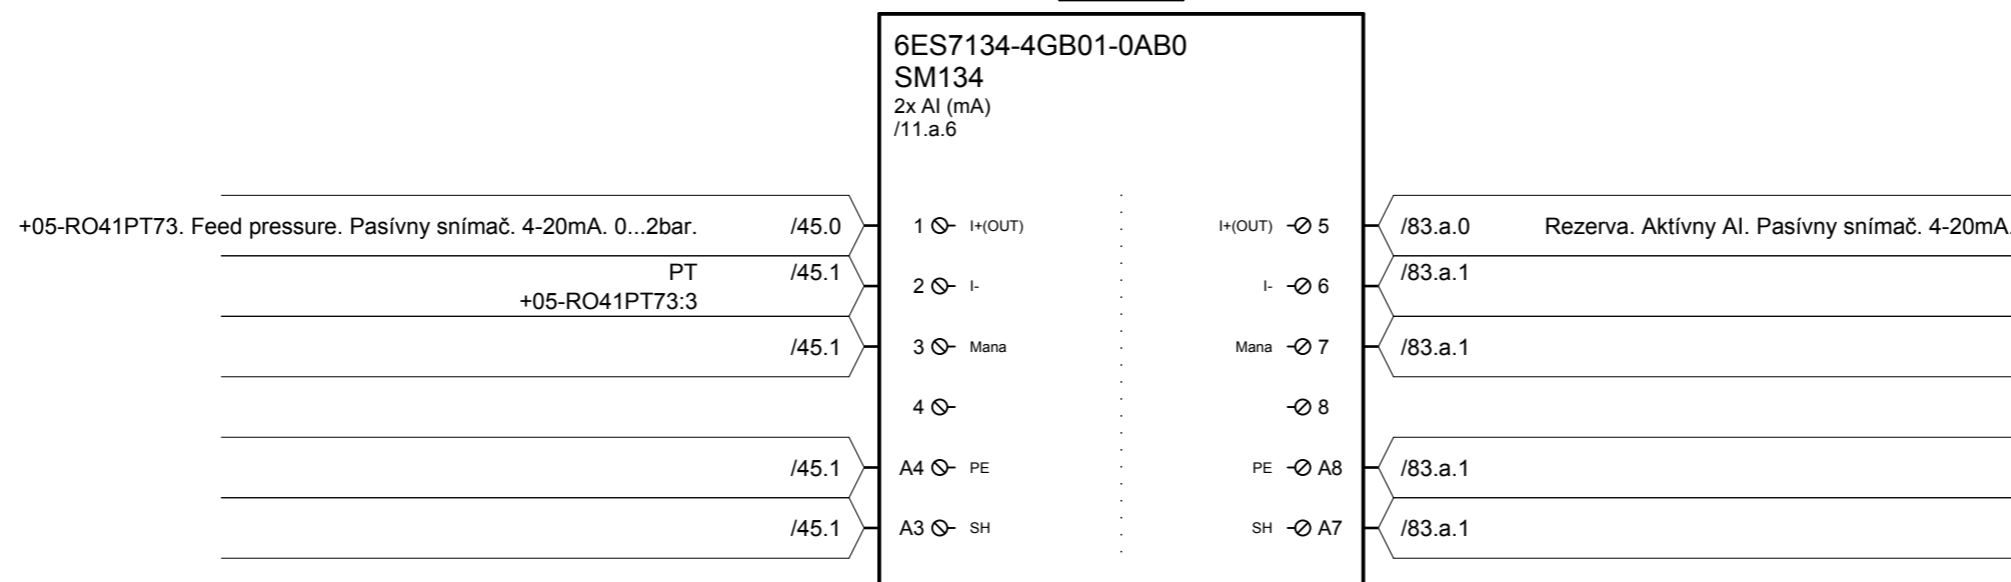 6ES7134-4GB01-0AB0
SM134
2x AI (mA)
/11.a.6
+05-RO41PT73. Feed pressure. Pasívny snímač. 4-20mA. 0...2bar. /45.0 1 I+(OUT) I+(OUT) 5 /83.a.0 Rezerva. Aktívny AI. Pasívny snímač. 4-20mA.
PT /45.1 2 I- I- 6 /83.a.1
+05-RO41PT73:3
/45.1 3 Mana Mana 7 /83.a.1
4 8
/45.1 A4 PE PE A8 /83.a.1
/45.1 A3 SH SH A7 /83.a.1